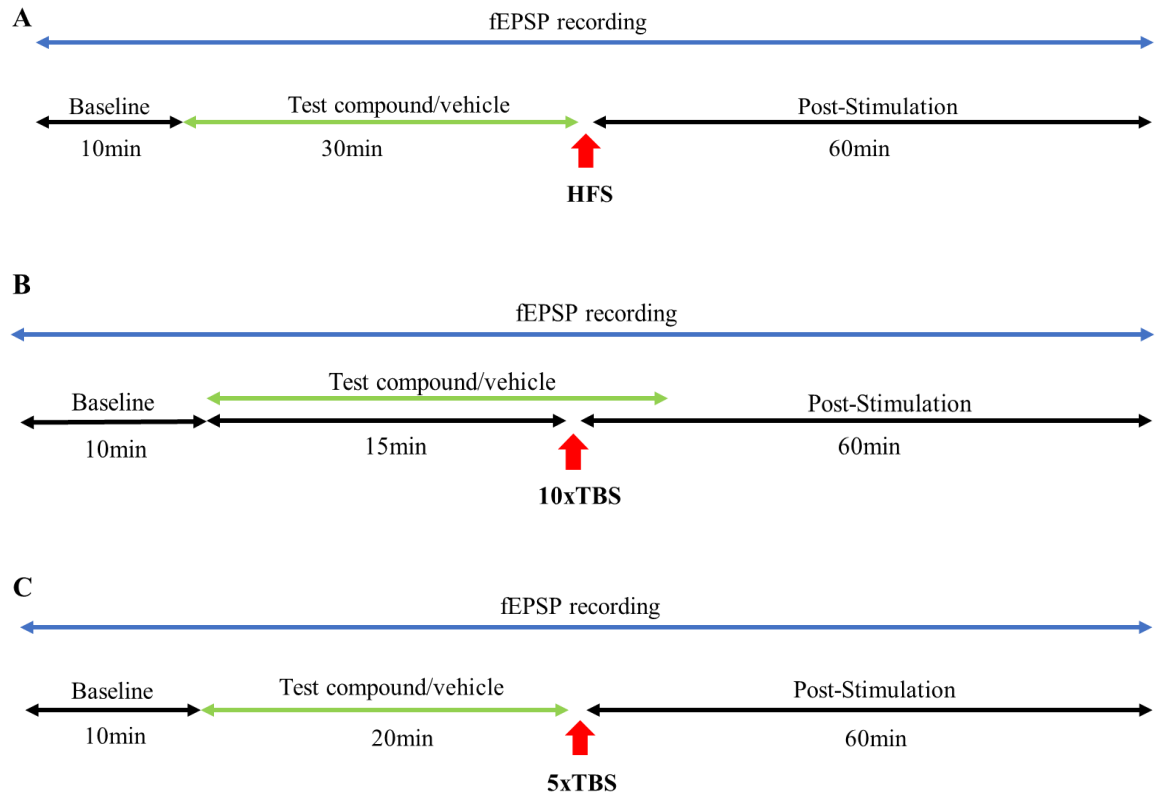 A
fEPSP recording
Baseline
Test compound/vehicle
Post-Stimulation
10min
30min
60min
HFS
B
fEPSP recording
Test compound/vehicle
Baseline
Post-Stimulation
10min
15min
60min
10xTBS
C
fEPSP recording
Baseline
Test compound/vehicle
Post-Stimulation
10min
20min
60min
5xTBS